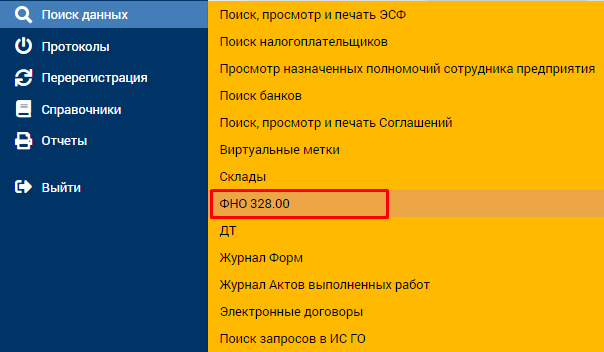 Поиск данных
Протоколы
Перерегистрация
Справочники
Отчеты
Выйти
Поиск, просмотр и печать ЭСФ
Поиск налогоплательщиков
Просмотр назначенных полномочий сотрудника предприятия
Поиск банков
Поиск, просмотр и печать Соглашений
Виртуальные метки
Склады
ФНО 328.00
ДТ
Журнал Форм
Журнал Актов выполненных работ
Электронные договоры
Поиск запросов в ИС ГО